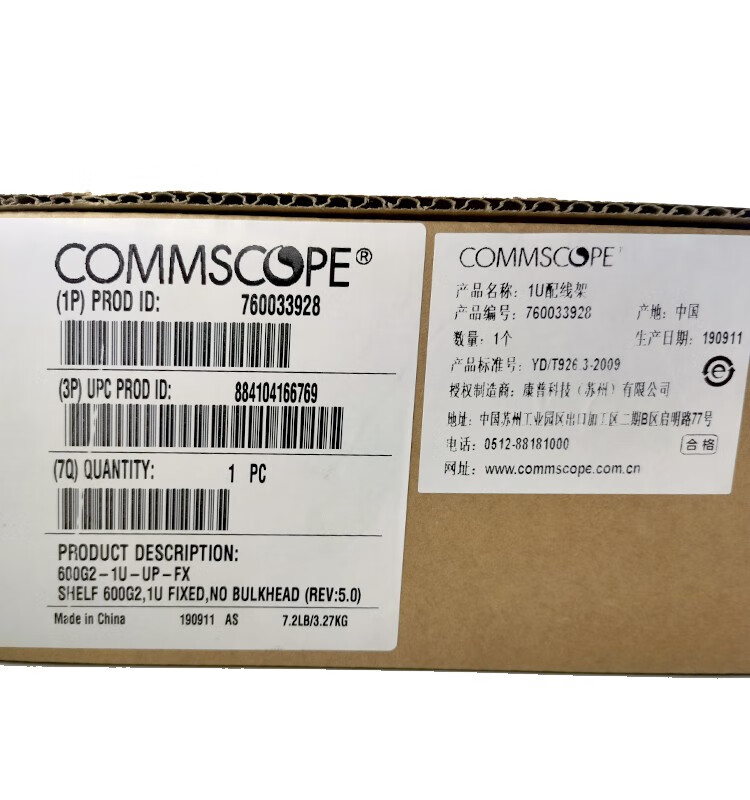 COMMSCOPE®
(1P) PROD ID: 760033928
(3P) UPC PROD ID: 884104166769
(7Q) QUANTITY: 1 PC
PRODUCT DESCRIPTION:
600G2-1U-UP-FX
SHELF 600G2,1U FIXED,NO BULKHEAD (REV:5.0)
Made in China 190911 AS 7.2LB/3.27KG
COMMSCOPE
产品名称: 1U配线架
产品编号: 760033928 产地: 中国
数量: 1个 生产日期: 190911
产品标准号: YD/T926.3-2009
授权制造商: 康普科技（苏州）有限公司
地址: 中国苏州工业园区出口加工区二期B区启明路77号
电话: 0512-88181000 合格
网址: www.commscope.com.cn